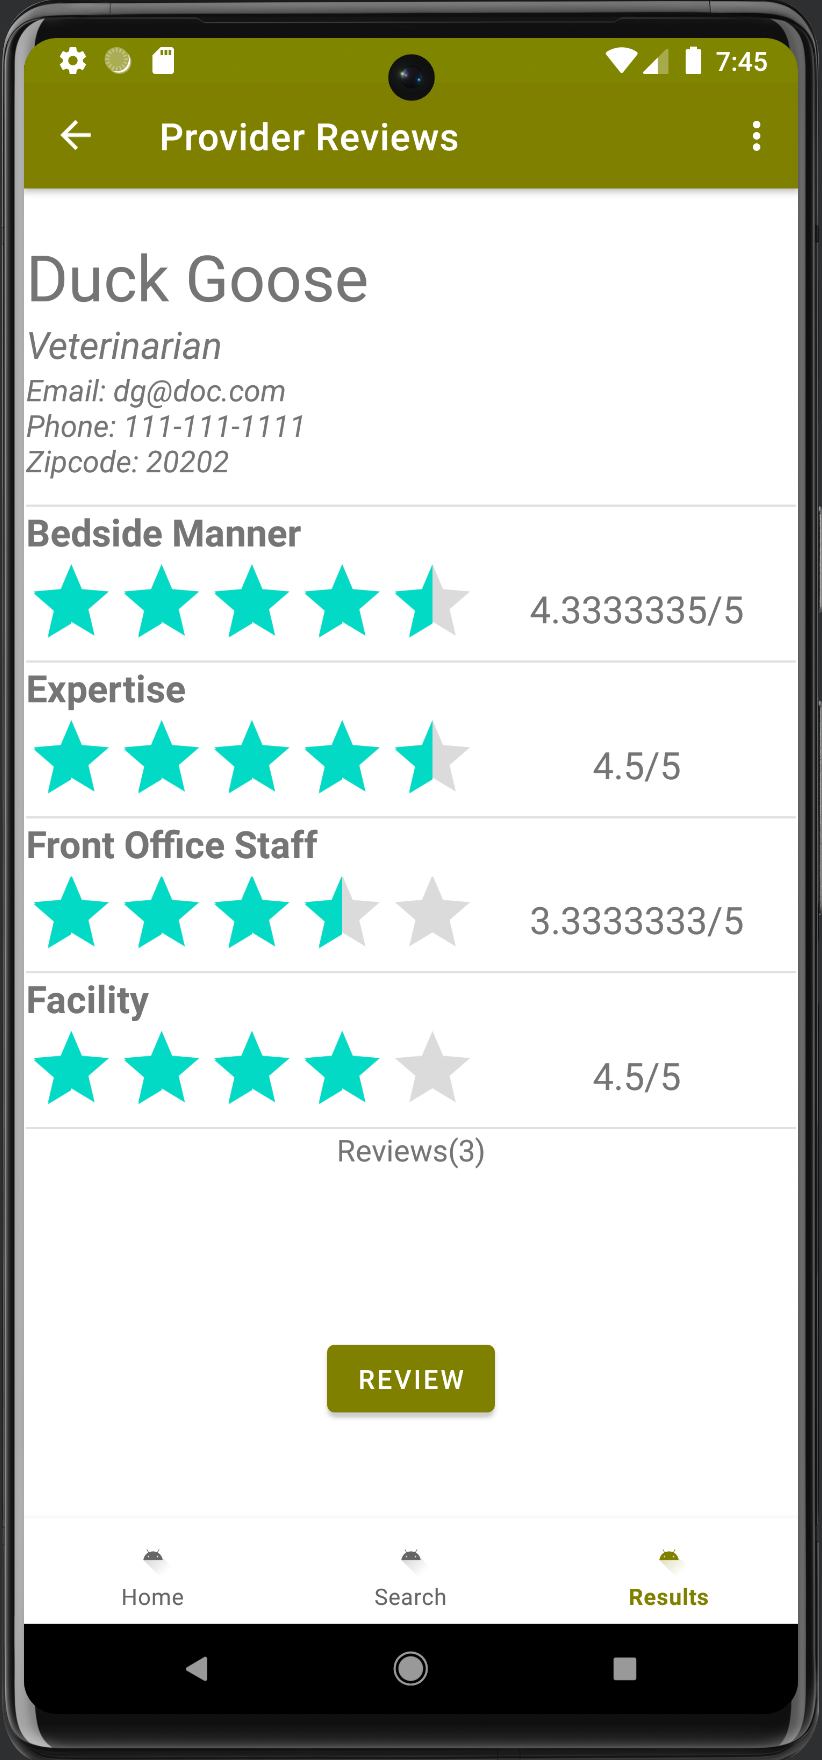 7:45
Provider Reviews
Duck Goose
Veterinarian
Email: dg@doc.com
Phone: 111-111-1111
Zipcode: 20202
Bedside Manner
4.3333335/5
Expertise
4.5/5
Front Office Staff
3.3333333/5
Facility
4.5/5
Reviews(3)
REVIEW
Home Search Results